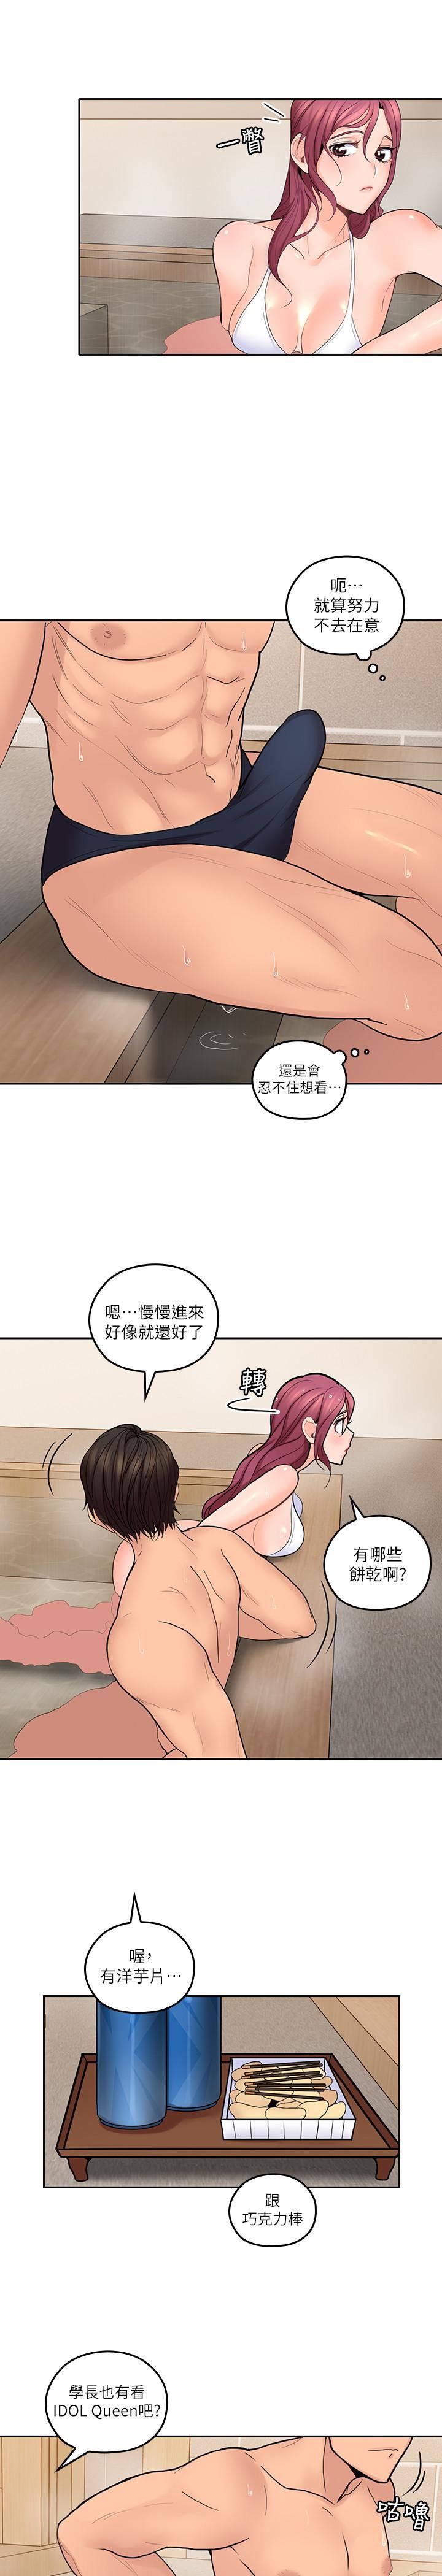 一瞥
呃…
就算努力
不去在意
還是會
忍不住想看…
嗯…慢慢進來
好像就還好了
轉
有哪些
餅乾啊?
喔,
有洋芋片…
跟
巧克力棒
學長也有看
IDOL Queen吧?
咕嚕